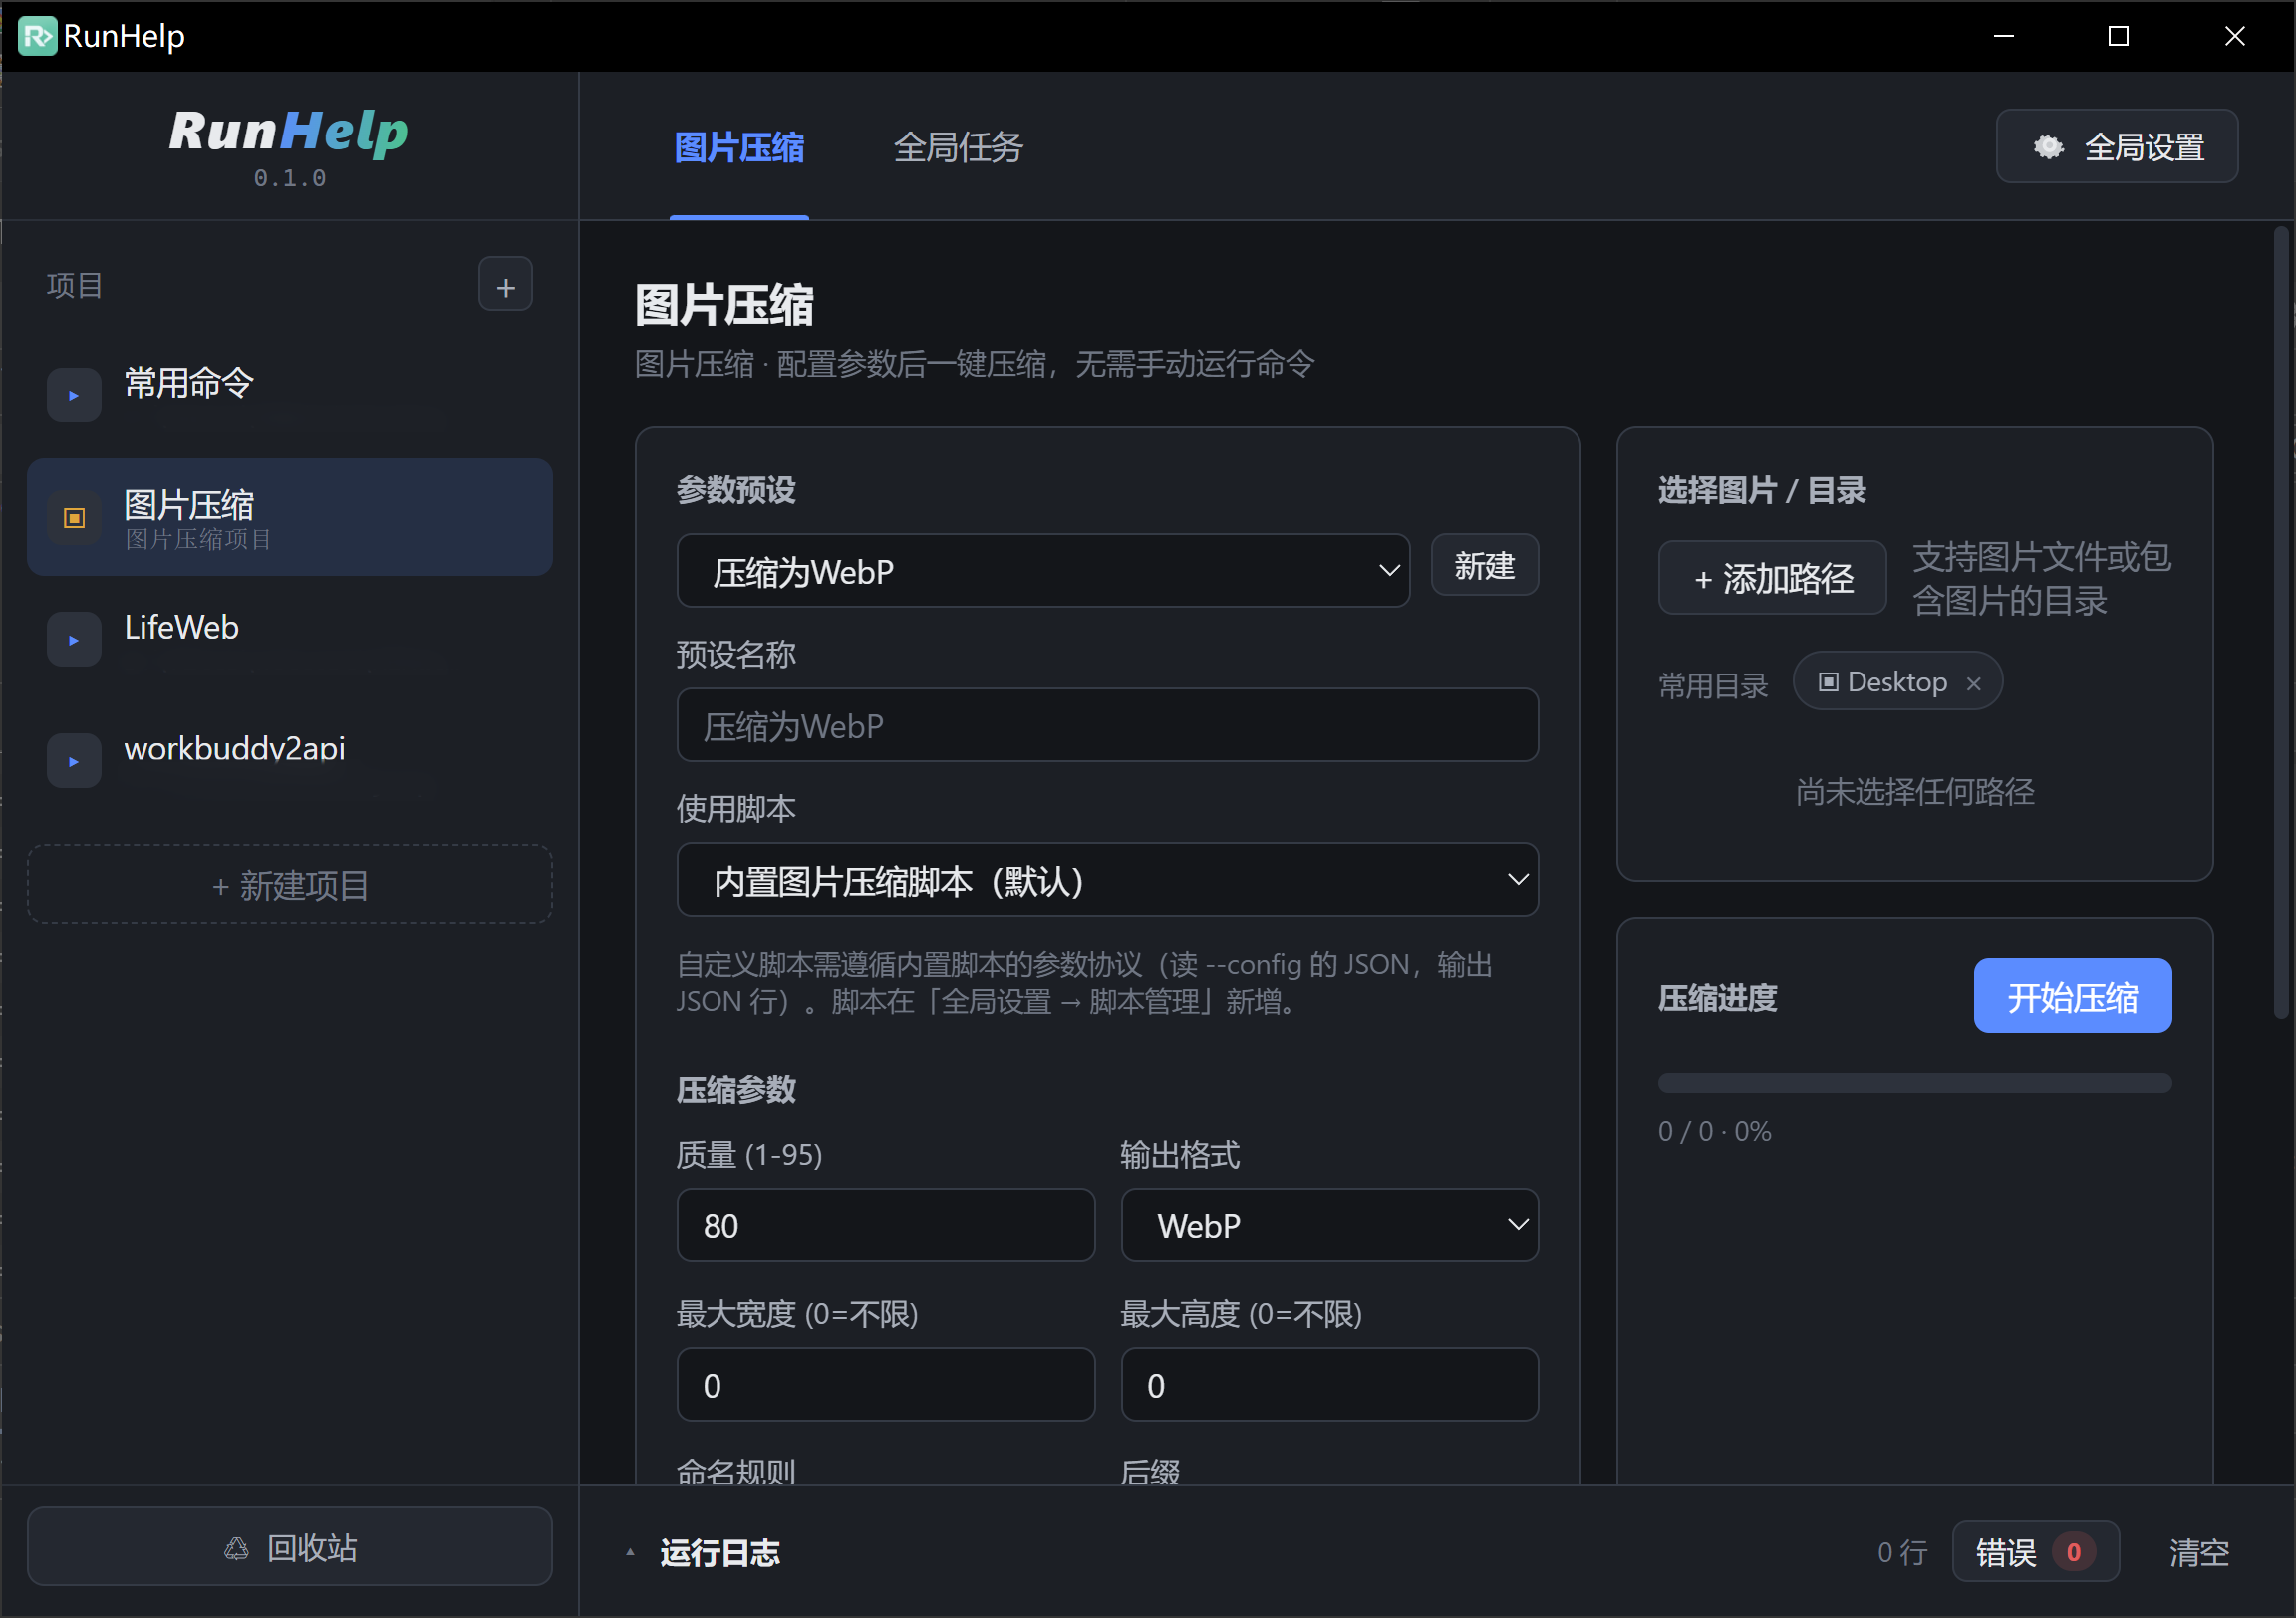 RunHelp
RunHelp
0.1.0
图片压缩
全局任务
全局设置
项目
+
常用命令
图片压缩
图片压缩项目
LifeWeb
workbuddy2api
+ 新建项目
回收站
图片压缩
图片压缩 · 配置参数后一键压缩，无需手动运行命令
参数预设
压缩为WebP
新建
预设名称
压缩为WebP
使用脚本
内置图片压缩脚本（默认）
自定义脚本需遵循内置脚本的参数协议（读 --config 的 JSON，输出
JSON 行）。脚本在「全局设置 → 脚本管理」新增。
压缩参数
质量 (1-95)
输出格式
80
WebP
最大宽度 (0=不限)
最大高度 (0=不限)
0
0
命名规则
后缀
选择图片 / 目录
+ 添加路径
支持图片文件或包
含图片的目录
常用目录
Desktop ×
尚未选择任何路径
压缩进度
开始压缩
0 / 0 · 0%
运行日志
0 行
错误 0
清空